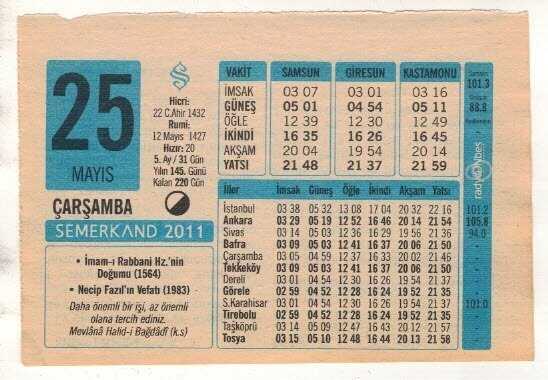 25
MAYIS
ÇARŞAMBA
SEMERKAND 2011
Hicri:
22 C.Ahir 1432
Rumi:
12 Mayıs 1427
Hızır: 20
5. Ay / 31 Gün
Yılın 145. Günü
Kalan 220 Gün
• İmam-ı Rabbani Hz.'nin
Doğumu (1564)
• Necip Fazıl'ın Vefatı (1983)
Daha önemli bir işi, az önemli
olana tercih ediniz.
Mevlânâ Halid-i Bağdâdî (k.s)
VAKİT SAMSUN GİRESUN KASTAMONU
İMSAK 03 07 03 01 03 16
GÜNEŞ 05 01 04 54 05 11
ÖĞLE 12 39 12 30 12 49
İKİNDİ 16 35 16 26 16 45
AKŞAM 20 04 19 54 20 14
YATSI 21 48 21 37 21 59
İller İmsak Güneş Öğle İkindi Akşam Yatsı
İstanbul 03 38 05 32 13 08 17 04 20 32 22 16
Ankara 03 29 05 19 12 52 16 46 20 14 21 54
Sivas 03 14 05 03 12 36 16 29 19 56 21 36
Bafra 03 09 05 03 12 41 16 37 20 06 21 50
Çarşamba 03 05 05 00 12 38 16 33 20 02 21 47
Tekkeköy 03 09 05 03 12 41 16 37 20 06 21 50
Dereli 03 01 04 54 12 30 16 26 19 54 21 37
Görele 02 59 04 52 12 28 16 24 19 52 21 35
S.Karahisar 03 01 04 52 12 28 16 22 19 50 21 31
Tirebolu 02 59 04 52 12 28 16 24 19 52 21 35
Taşköprü 03 14 05 09 12 47 16 44 20 12 21 57
Tosya 03 15 05 10 12 48 16 44 20 13 21 58
Samsun
101.3
88.8
101.2
105.8
94.0
101.0